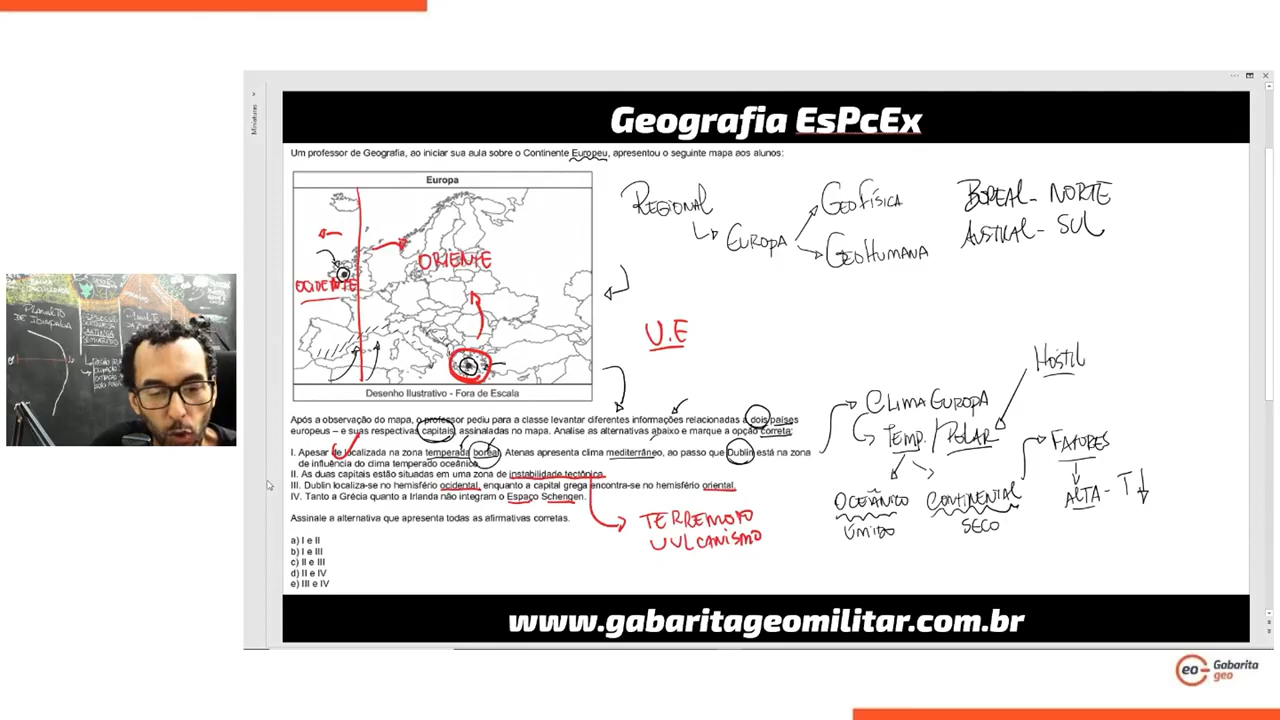 Geografia EsPCEx
Um professor de Geografia, ao iniciar sua aula sobre o Continente Europeu, apresentou o seguinte mapa aos alunos:
Europa
OCIDENTE
ORIENTE
Desenho Ilustrativo - Fora de Escala
REGIONAL
EUROPA
GEOFÍSICA
GEOHUMANA
BOREAL - NORTE
AUSTRAL - SUL
U.E
HOSTIL
CLIMA EUROPA
TEMP. / POLAR
FATORES
OCEÂNICO
CONTINENTAL
ALTA - T
ÚMIDO
SECO
Após a observação do mapa, o professor pediu para a classe levantar diferentes informações relacionadas a dois países
europeus – e suas respectivas capitais, assinaladas no mapa. Analise as alternativas abaixo e marque a opção correta:
I. Apesar de localizada na zona temperada boreal, Atenas apresenta clima mediterrâneo, ao passo que Dublin está na zona
de influência do clima temperado oceânico.
II. As duas capitais estão situadas em uma zona de instabilidade tectônica.
III. Dublin localiza-se no hemisfério ocidental, enquanto a capital grega encontra-se no hemisfério oriental.
IV. Tanto a Grécia quanto a Irlanda não integram o Espaço Schengen.
TERREMOTO
VULCANISMO
Assinale a alternativa que apresenta todas as afirmativas corretas.
a) I e II
b) I e III
c) II e III
d) II e IV
e) III e IV
www.gabaritageomilitar.com.br
Miniaturas
PLANALTO
eo Gabarita
geo